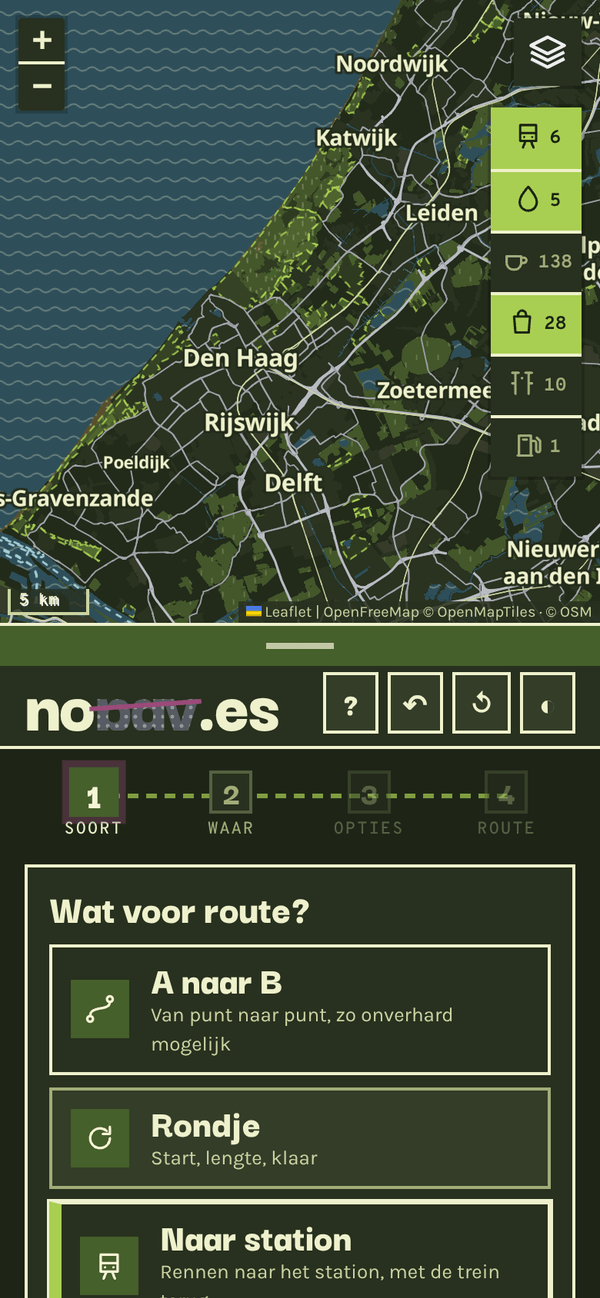 +
−
Noordwijk
Katwijk
6
5
Leiden
138
28
Den Haag
Zoetermee
10
Rijswijk
1
Poeldijk
Delft
s-Gravenzande
Nieuwer
aan den I
5 km
Leaflet | OpenFreeMap © OpenMapTiles · © OSM
nobav.es
?
1
2
3
4
SOORT
WAAR
OPTIES
ROUTE
Wat voor route?
A naar B
Van punt naar punt, zo onverhard
mogelijk
Rondje
Start, lengte, klaar
Naar station
Rennen naar het station, met de trein